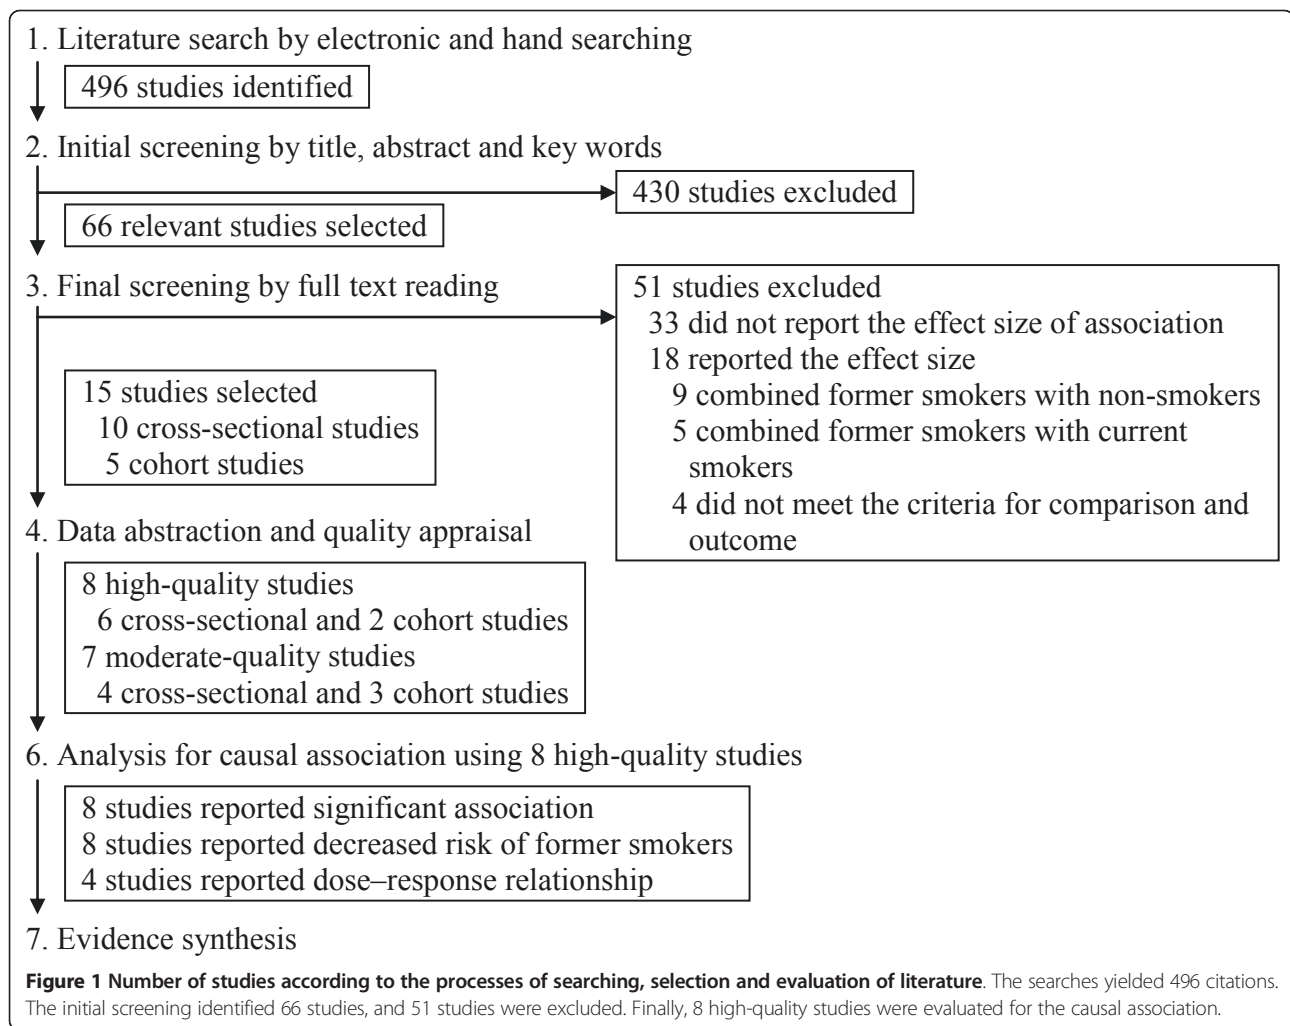 1. Literature search by electronic and hand searching
496 studies identified
2. Initial screening by title, abstract and key words
430 studies excluded
66 relevant studies selected
3. Final screening by full text reading
51 studies excluded
33 did not report the effect size of association
18 reported the effect size
9 combined former smokers with non-smokers
5 combined former smokers with current
smokers
4 did not meet the criteria for comparison and
outcome
15 studies selected
10 cross-sectional studies
5 cohort studies
4. Data abstraction and quality appraisal
8 high-quality studies
6 cross-sectional and 2 cohort studies
7 moderate-quality studies
4 cross-sectional and 3 cohort studies
6. Analysis for causal association using 8 high-quality studies
8 studies reported significant association
8 studies reported decreased risk of former smokers
4 studies reported dose–response relationship
7. Evidence synthesis
Figure 1 Number of studies according to the processes of searching, selection and evaluation of literature. The searches yielded 496 citations.
The initial screening identified 66 studies, and 51 studies were excluded. Finally, 8 high-quality studies were evaluated for the causal association.